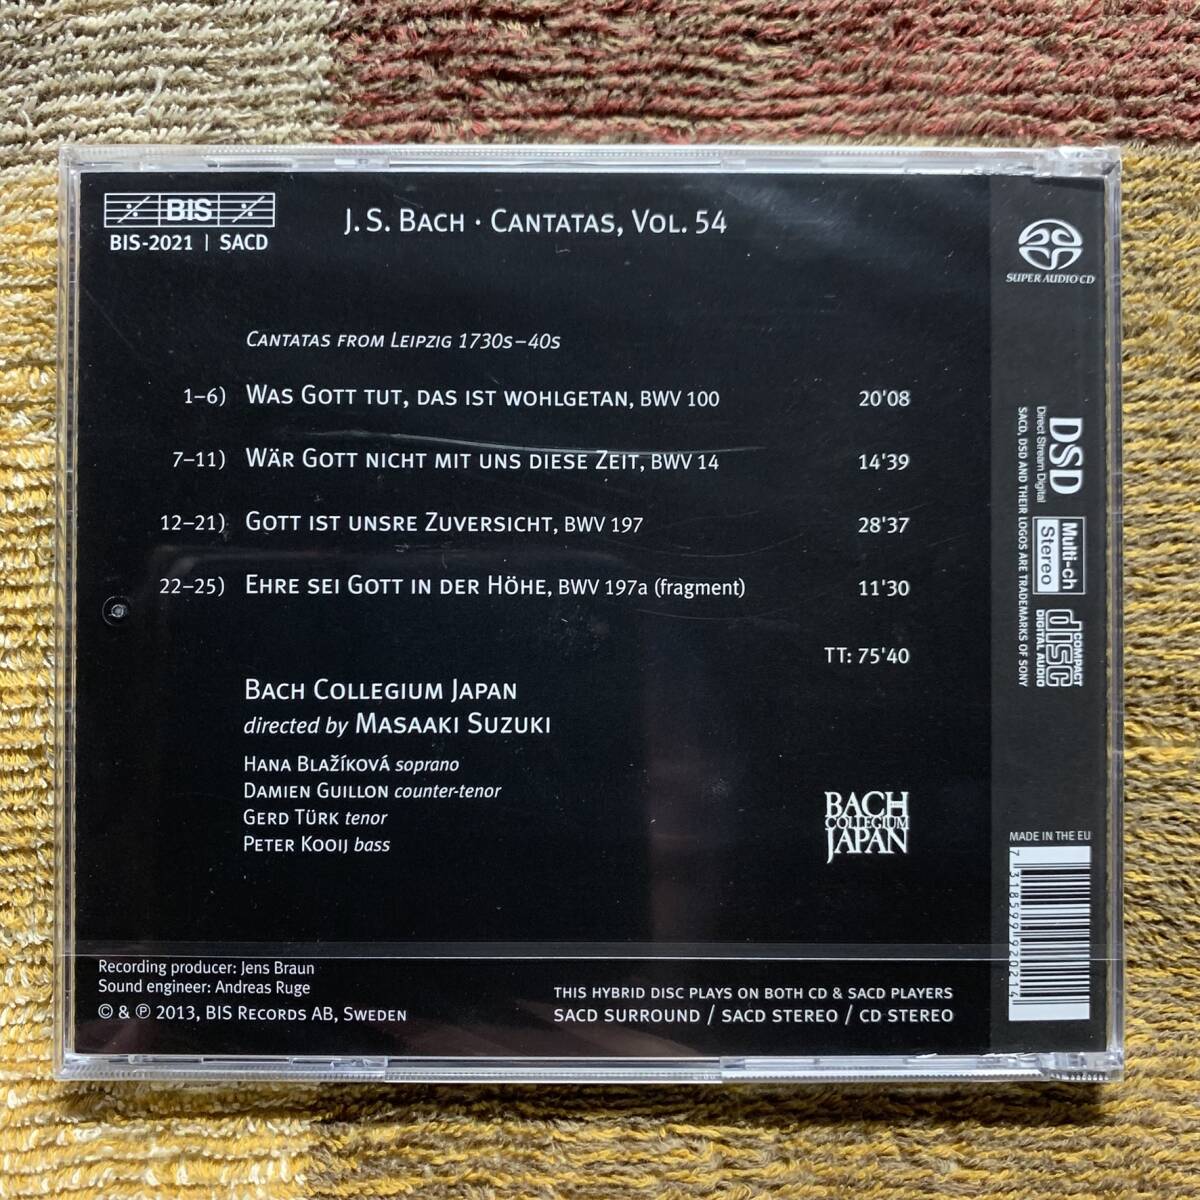 BIS
BIS-2021 | SACD
J. S. BACH · CANTATAS, VOL. 54
CANTATAS FROM LEIPZIG 1730S–40S
1–6) WAS GOTT TUT, DAS IST WOHLGETAN, BWV 100 20'08
7–11) WÄR GOTT NICHT MIT UNS DIESE ZEIT, BWV 14 14'39
12–21) GOTT IST UNSRE ZUVERSICHT, BWV 197 28'37
22–25) EHRE SEI GOTT IN DER HÖHE, BWV 197a (fragment) 11'30
TT: 75'40
BACH COLLEGIUM JAPAN
directed by MASAAKI SUZUKI
HANA BLAŽÍKOVÁ soprano
DAMIEN GUILLON counter-tenor
GERD TÜRK tenor
PETER KOOIJ bass
BACH
COLLEGIUM
JAPAN
Recording producer: Jens Braun
Sound engineer: Andreas Ruge
© & ℗ 2013, BIS RECORDS AB, SWEDEN
THIS HYBRID DISC PLAYS ON BOTH CD & SACD PLAYERS
SACD SURROUND / SACD STEREO / CD STEREO
SUPER AUDIO CD
DSD
Direct Stream Digital
SACD, DSD AND THEIR LOGOS ARE TRADEMARKS OF SONY
Multi-ch
Stereo
COMPACT
disc
DIGITAL AUDIO
MADE IN THE EU
7 318599 920214